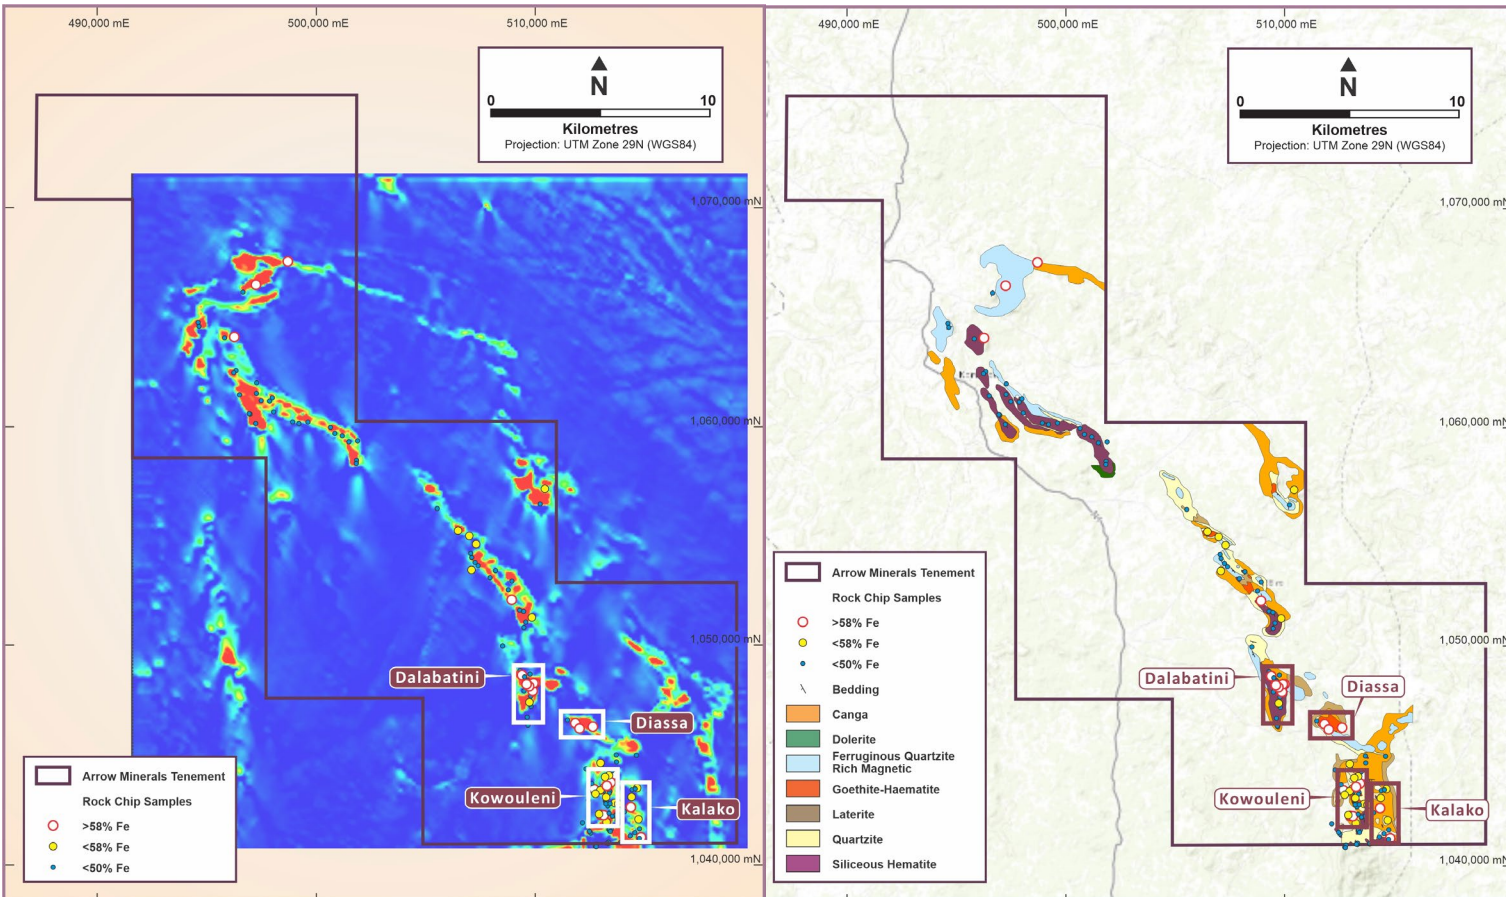 490,000 mE
500,000 mE
510,000 mE
N
0
10
Kilometres
Projection: UTM Zone 29N (WGS84)
1,070,000 mN
1,060,000 mN
1,050,000 mN
1,040,000 mN
Dalabatini
Diassa
Kowouleni
Kalako
Arrow Minerals Tenement
Rock Chip Samples
>58% Fe
<58% Fe
<50% Fe
490,000 mE
500,000 mE
510,000 mE
N
0
10
Kilometres
Projection: UTM Zone 29N (WGS84)
1,070,000 mN
1,060,000 mN
1,050,000 mN
1,040,000 mN
Dalabatini
Diassa
Kowouleni
Kalako
Arrow Minerals Tenement
Rock Chip Samples
>58% Fe
<58% Fe
<50% Fe
Bedding
Canga
Dolerite
Ferruginous Quartzite
Rich Magnetic
Goethite-Haematite
Laterite
Quartzite
Siliceous Hematite